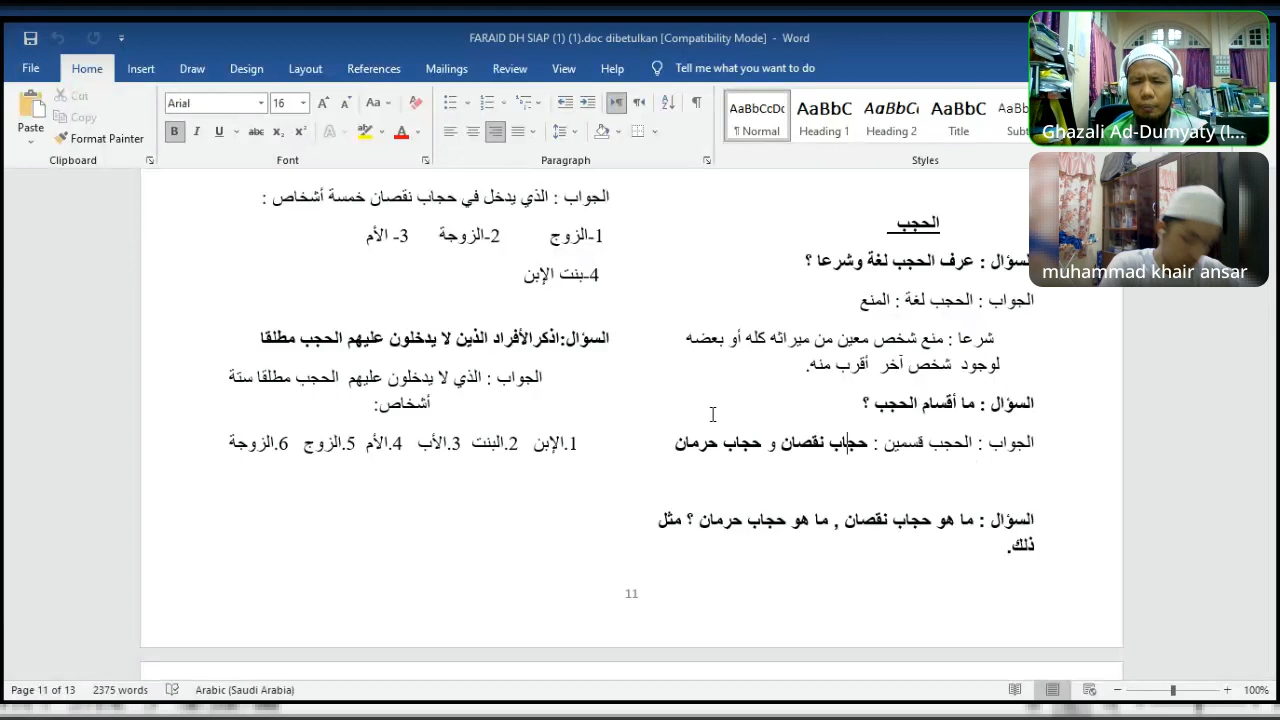 FARAID DH SIAP (1) (1).doc dibetulkan [Compatibility Mode] - Word
File Home Insert Draw Design Layout References Mailings Review View Help Tell me what you want to do
Paste
Cut
Copy
Format Painter
Arial 16
Clipboard Font Paragraph Styles
AaBbCcDc AaBbC AaBbCc AaBbC AaBb
¶ Normal Heading 1 Heading 2 Title
Ghazali Ad-Dumyaty (I...
muhammad khair ansar
الحجب
السؤال : عرف الحجب لغة وشرعا ؟
الجواب : الحجب لغة : المنع
شرعا : منع شخص معين من ميراثه كله أو بعضه
لوجود شخص آخر أقرب منه.
السؤال : ما أقسام الحجب ؟
الجواب : الحجب قسمين : حجاب نقصان و حجاب حرمان
السؤال : ما هو حجاب نقصان , ما هو حجاب حرمان ؟ مثل
ذلك.
الجواب : الذي يدخل في حجاب نقصان خمسة أشخاص :
1-الزوج 2-الزوجة 3- الأم
4-بنت الإبن
السؤال:اذكرالأفراد الذين لا يدخلون عليهم الحجب مطلقا
الجواب : الذي لا يدخلون عليهم الحجب مطلقا ستة
أشخاص:
1.الإبن 2.البنت 3.الأب 4.الأم 5.الزوج 6.الزوجة
11
Page 11 of 13 2375 words Arabic (Saudi Arabia) 100%